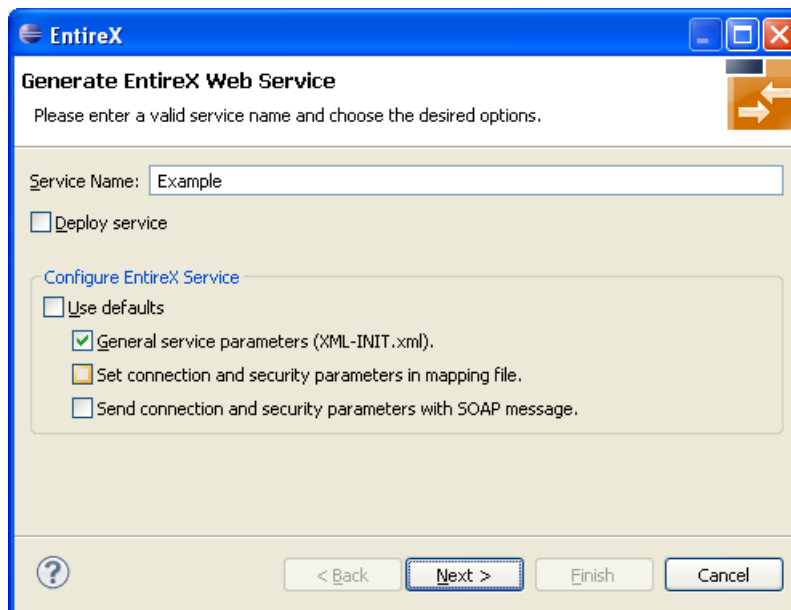 EntireX
Generate EntireX Web Service
Please enter a valid service name and choose the desired options.
Service Name: Example
Deploy service
Configure EntireX Service
Use defaults
General service parameters (XML-INIT.xml).
Set connection and security parameters in mapping file.
Send connection and security parameters with SOAP message.
? < Back Next > Finish Cancel